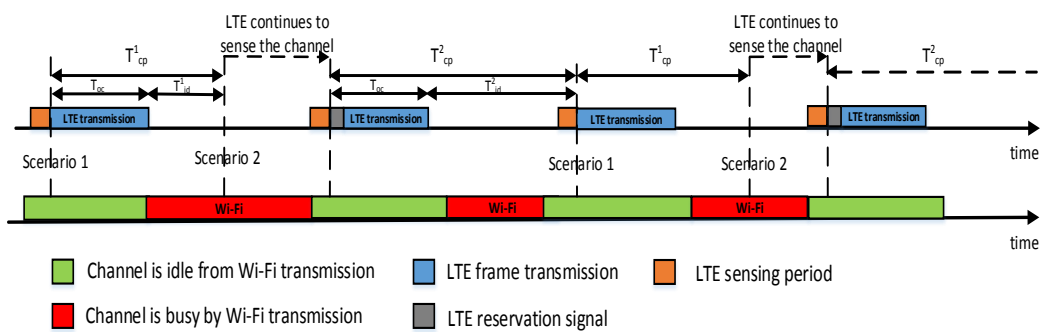 LTE continues to
sense the channel
LTE continues to
sense the channel
T¹cp
T²cp
T¹cp
T²cp
Toc
T¹id
Toc
T²id
LTE transmission
LTE transmission
LTE transmission
LTE transmission
time
Scenario 1
Scenario 2
Scenario 1
Scenario 2
Wi-Fi
Wi-Fi
Wi-Fi
time
Channel is idle from Wi-Fi transmission
LTE frame transmission
LTE sensing period
Channel is busy by Wi-Fi transmission
LTE reservation signal